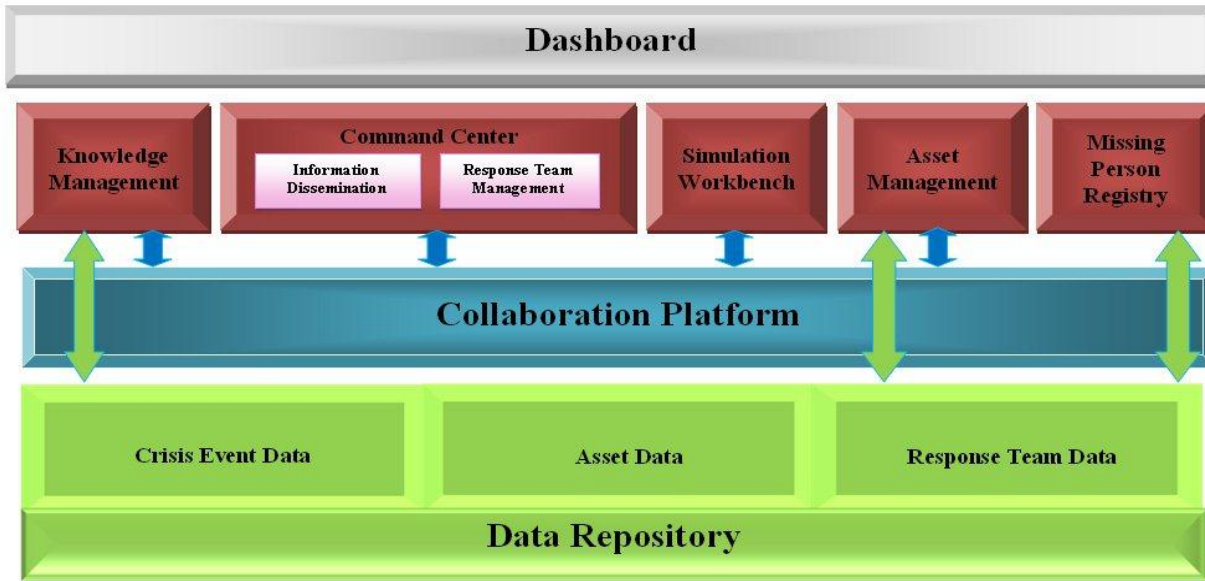 Dashboard
Knowledge
Management
Command Center
Information
Dissemination
Response Team
Management
Simulation
Workbench
Asset
Management
Missing
Person
Registry
Collaboration Platform
Crisis Event Data
Asset Data
Response Team Data
Data Repository